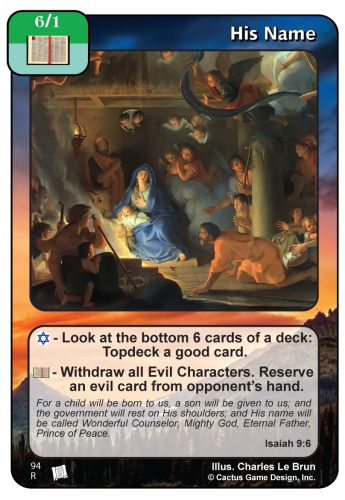 6/1
His Name
- Look at the bottom 6 cards of a deck:
Topdeck a good card.
- Withdraw all Evil Characters. Reserve
an evil card from opponent's hand.
For a child will be born to us, a son will be given to us; and
the government will rest on His shoulders; and His name will
be called Wonderful Counselor, Mighty God, Eternal Father,
Prince of Peace.
Isaiah 9:6
94
R
Illus. Charles Le Brun
© Cactus Game Design, Inc.